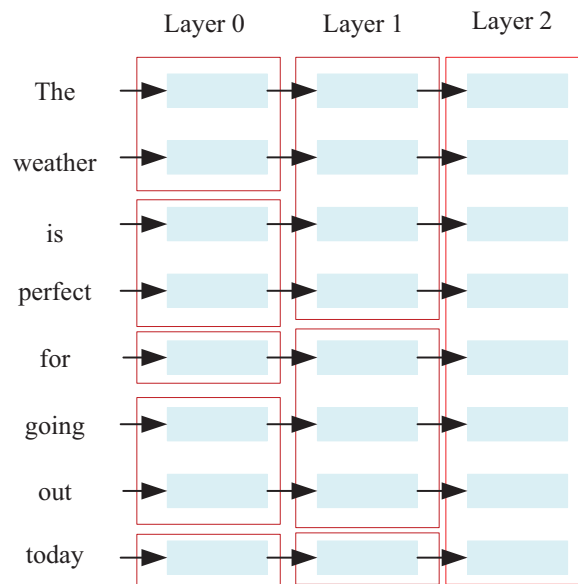 Layer 0 Layer 1 Layer 2
The
weather
is
perfect
for
going
out
today